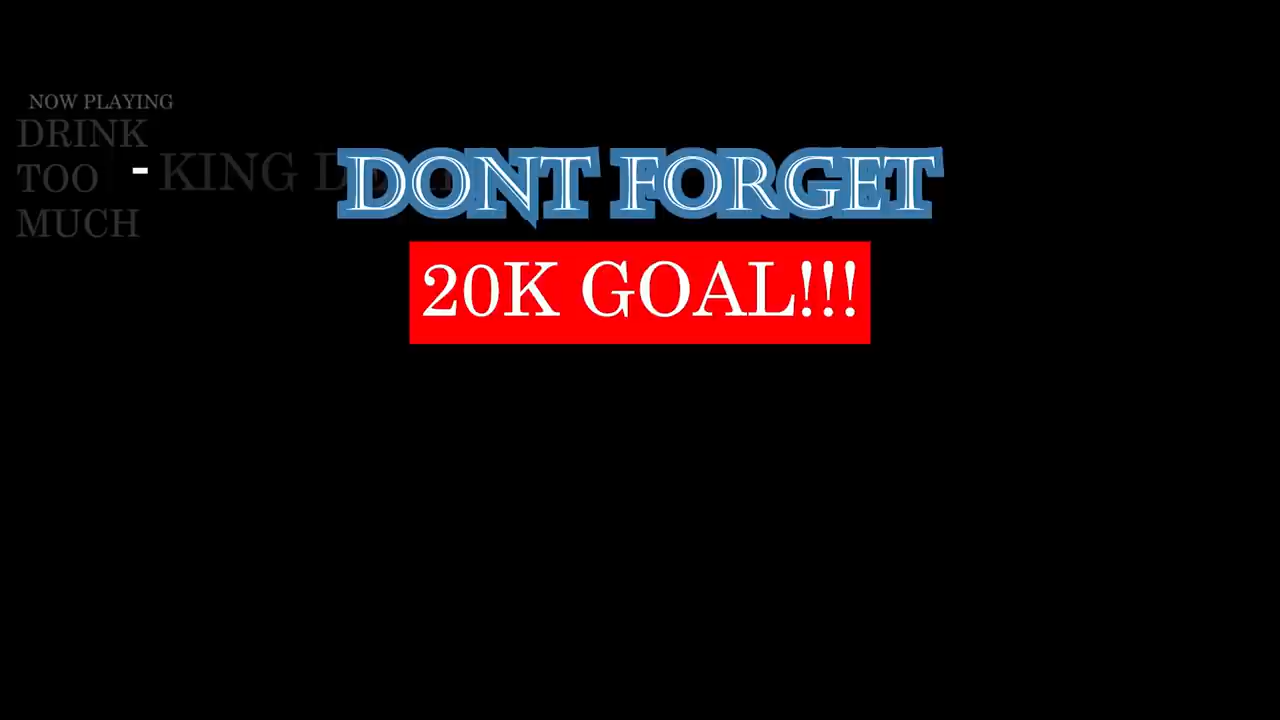 NOW PLAYING
DRINK
TOO
MUCH
- KING
DONT FORGET
20K GOAL!!!